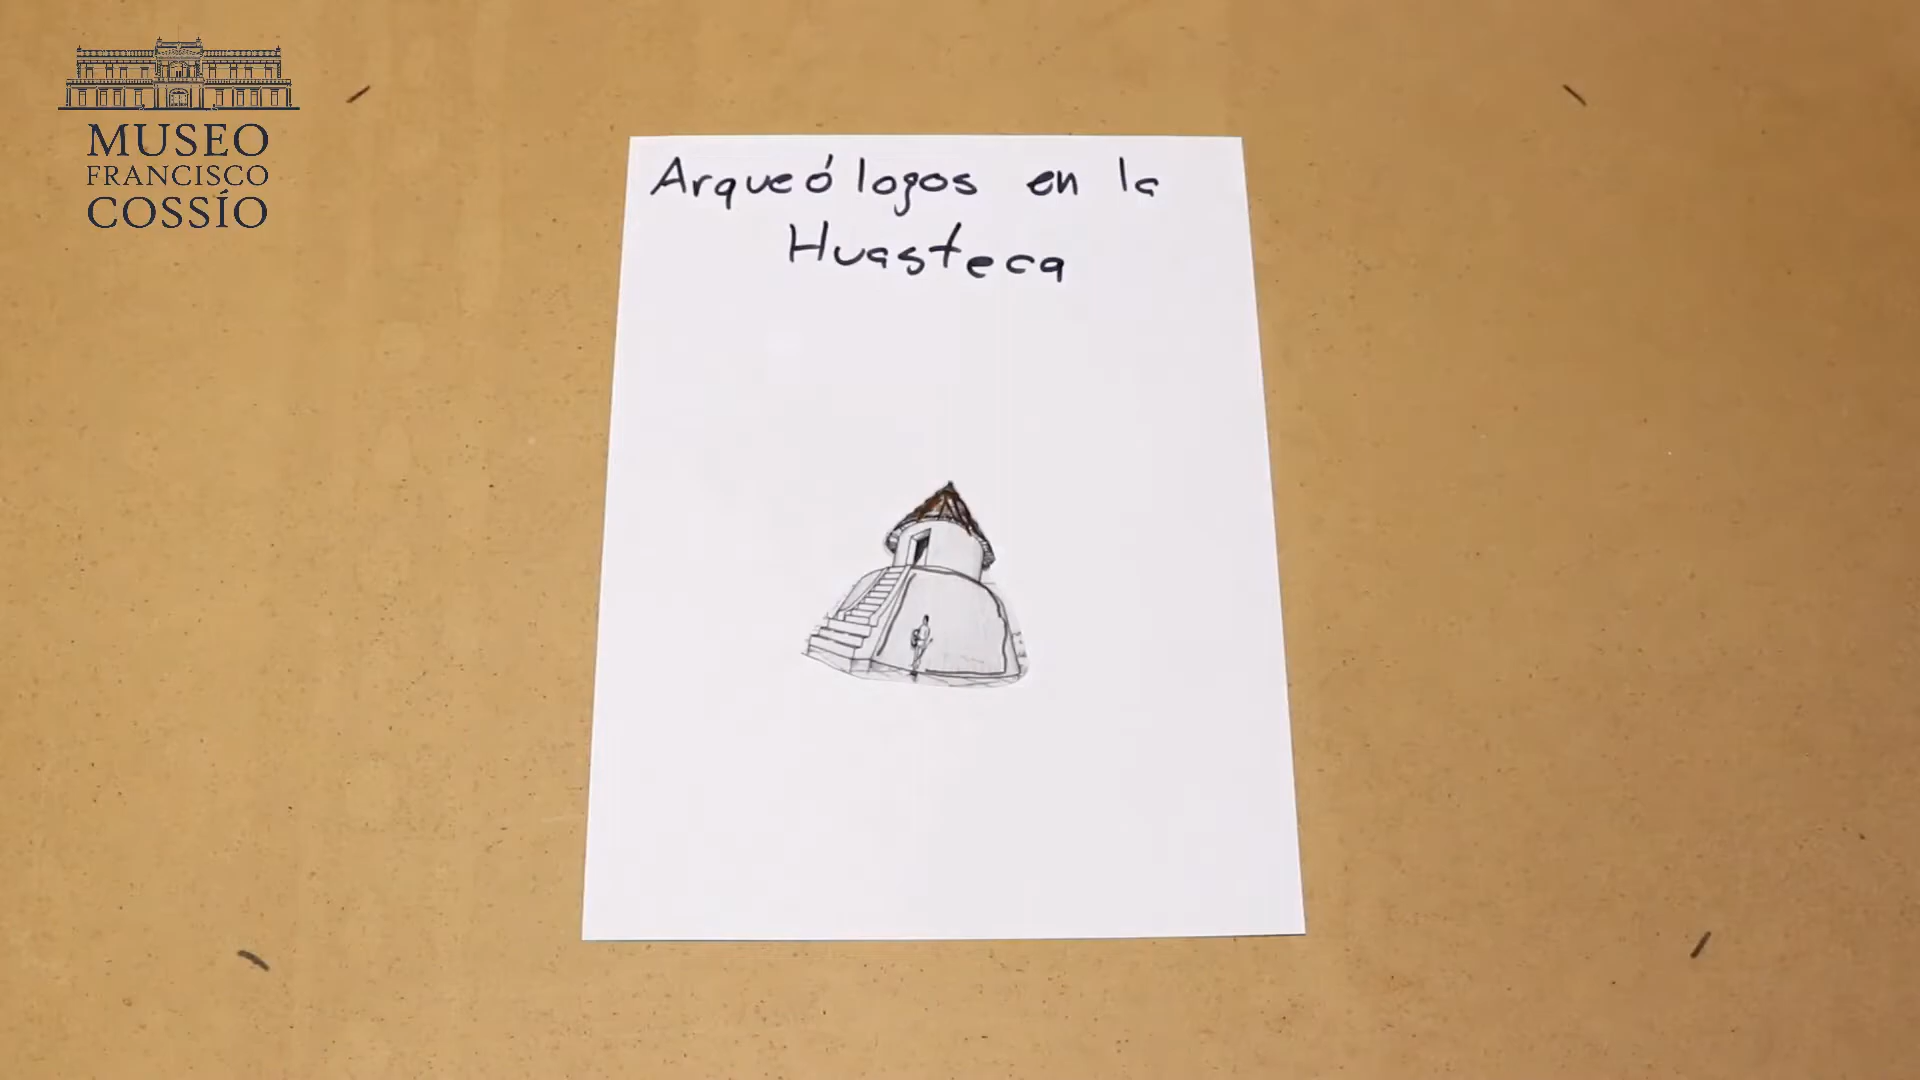 MUSEO
FRANCISCO
COSSÍO
Arqueólogos en la
Huasteca